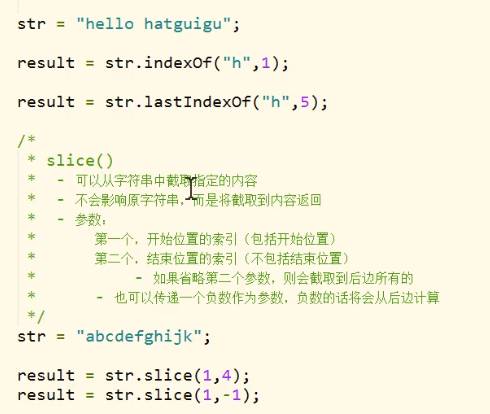 str = "hello hatguigu";
result = str.indexOf("h",1);
result = str.lastIndexOf("h",5);
/*
* slice()
* - 可以从字符串中截取指定的内容
* - 不会影响原字符串，而是将截取到内容返回
* - 参数：
* 第一个，开始位置的索引（包括开始位置）
* 第二个，结束位置的索引（不包括结束位置）
* - 如果省略第二个参数，则会截取到后边所有的
* - 也可以传递一个负数作为参数，负数的话将会从后边计算
*/
str = "abcdefghijk";
result = str.slice(1,4);
result = str.slice(1,-1);